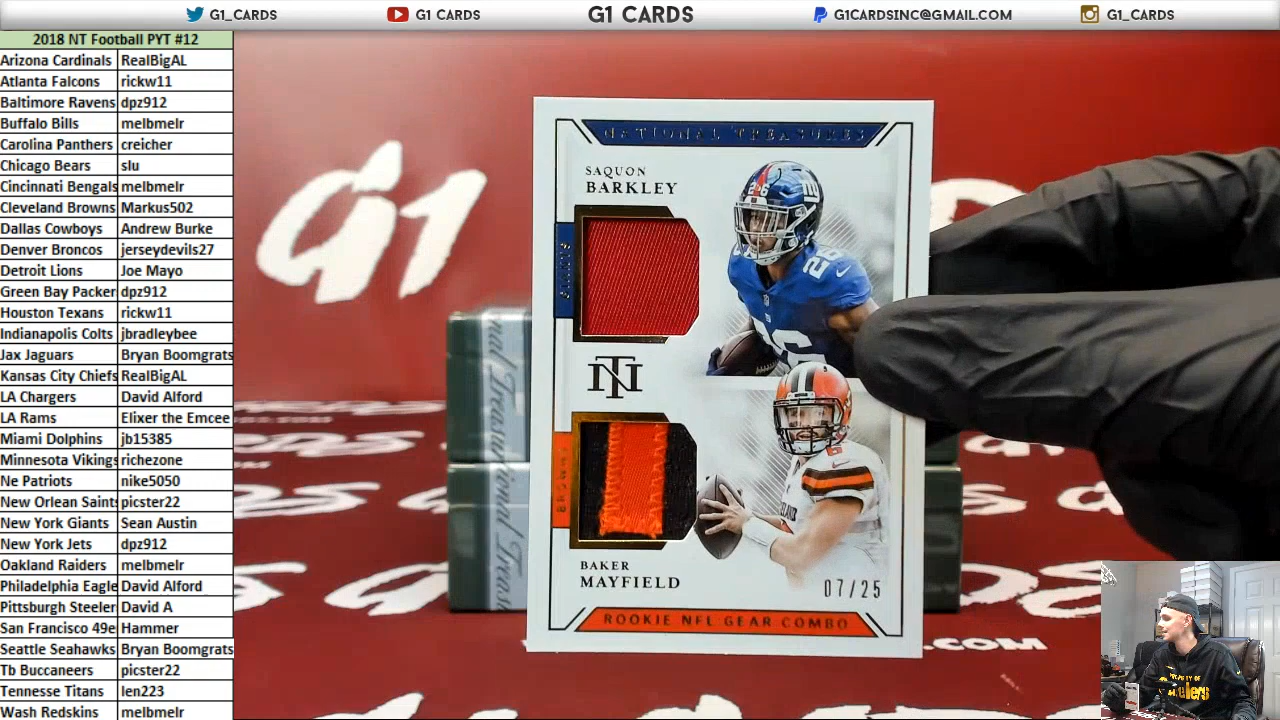 G1_CARDS
G1 CARDS
G1 CARDS
G1CARDSINC@GMAIL.COM
G1_CARDS
2018 NT Football PYT #12
Arizona Cardinals RealBigAL
Atlanta Falcons rickw11
Baltimore Ravens dpz912
Buffalo Bills melbmelr
Carolina Panthers creicher
Chicago Bears slu
Cincinnati Bengals melbmelr
Cleveland Browns Markus502
Dallas Cowboys Andrew Burke
Denver Broncos jerseydevils27
Detroit Lions Joe Mayo
Green Bay Packer dpz912
Houston Texans rickw11
Indianapolis Colts jbradleybee
Jax Jaguars Bryan Boomgrats
Kansas City Chiefs RealBigAL
LA Chargers David Alford
LA Rams Elixer the Emcee
Miami Dolphins jb15385
Minnesota Vikings richezone
Ne Patriots nike5050
New Orlean Saints picster22
New York Giants Sean Austin
New York Jets dpz912
Oakland Raiders melbmelr
Philadelphia Eagle David Alford
Pittsburgh Steeler David A
San Francisco 49e Hammer
Seattle Seahawks Bryan Boomgrats
Tb Buccaneers picster22
Tennesse Titans len223
Wash Redskins melbmelr
G1
NATIONAL TREASURES
SAQUON
BARKLEY
GIANTS
26
NT
BROWNS
BAKER
MAYFIELD
07/25
ROOKIE NFL GEAR COMBO
.COM